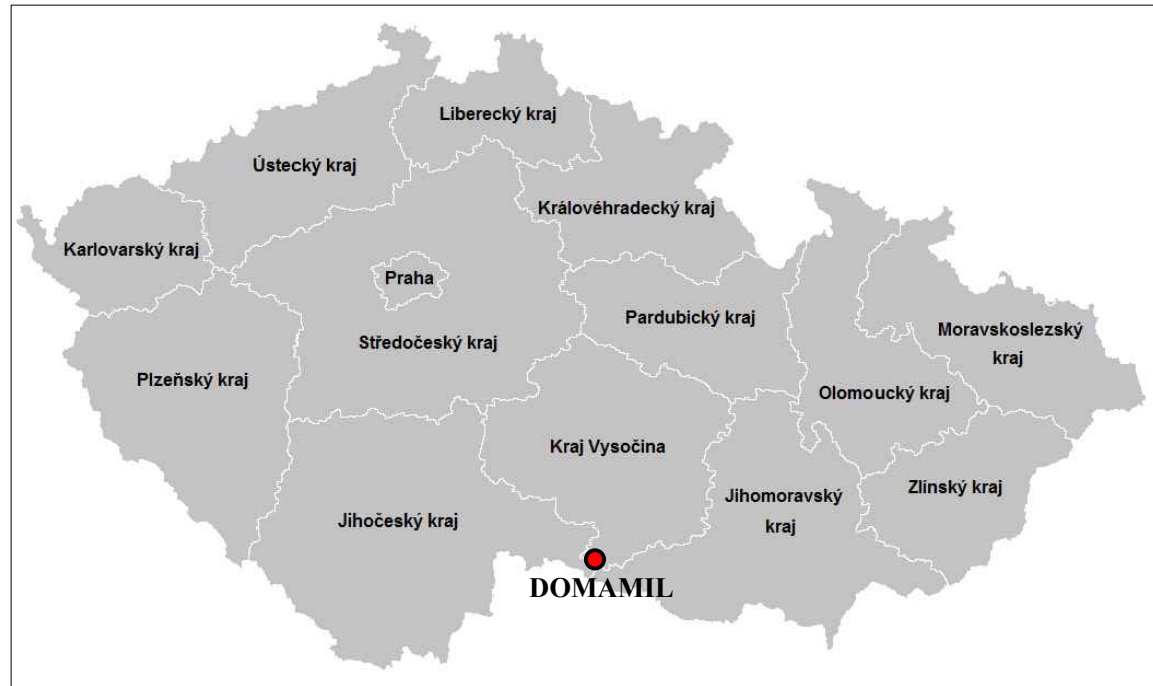 Liberecký kraj
Ústecký kraj
Královéhradecký kraj
Karlovarský kraj
Praha
Pardubický kraj
Moravskoslezský
kraj
Středočeský kraj
Plzeňský kraj
Olomoucký kraj
Kraj Vysočina
Zlínský kraj
Jihomoravský
kraj
Jihočeský kraj
DOMAMIL